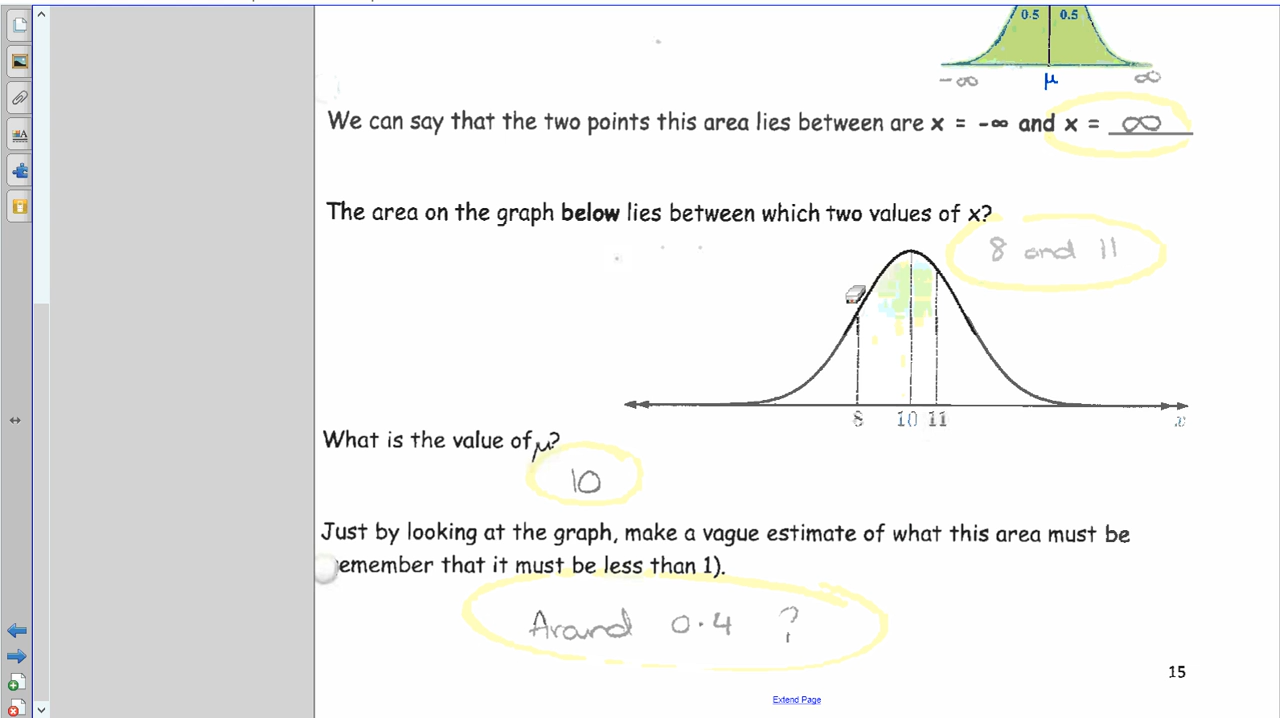 0.5 0.5
-∞ μ ∞
We can say that the two points this area lies between are x = -∞ and x = ∞
The area on the graph below lies between which two values of x?
8 and 11
8 10 11 x
What is the value of μ?
10
Just by looking at the graph, make a vague estimate of what this area must be
emember that it must be less than 1).
Around 0.4 ?
15
Extend Page